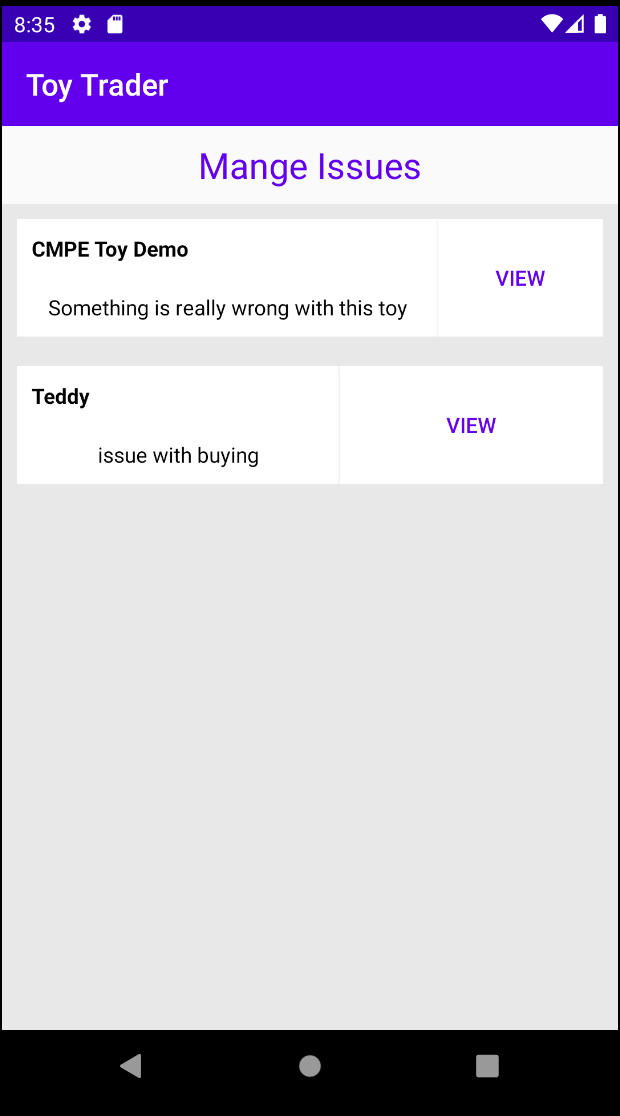 8:35
Toy Trader
Mange Issues
CMPE Toy Demo
Something is really wrong with this toy
VIEW
Teddy
issue with buying
VIEW